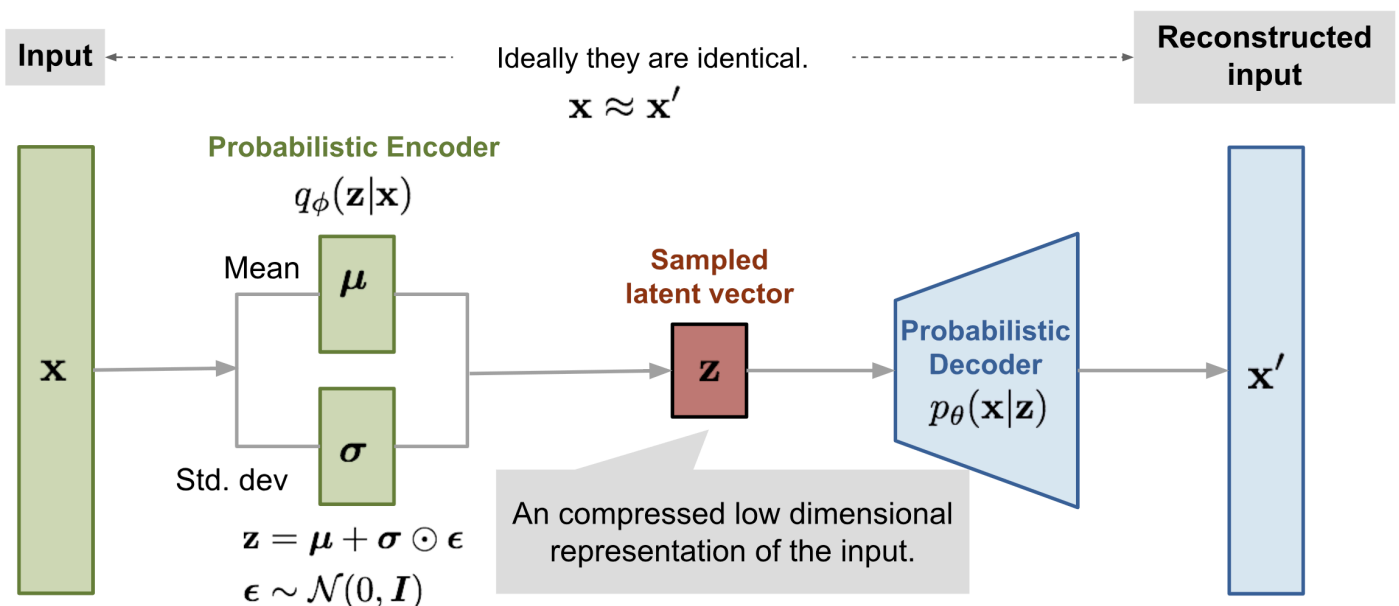 Input
Ideally they are identical.
x ≈ x′
Reconstructed
input
Probabilistic Encoder
qϕ(z|x)
Mean
μ
x
σ
Std. dev
z = μ + σ ⊙ ϵ
ϵ ∼ 𝒩(0, I)
Sampled
latent vector
z
An compressed low dimensional
representation of the input.
Probabilistic
Decoder
pθ(x|z)
x′